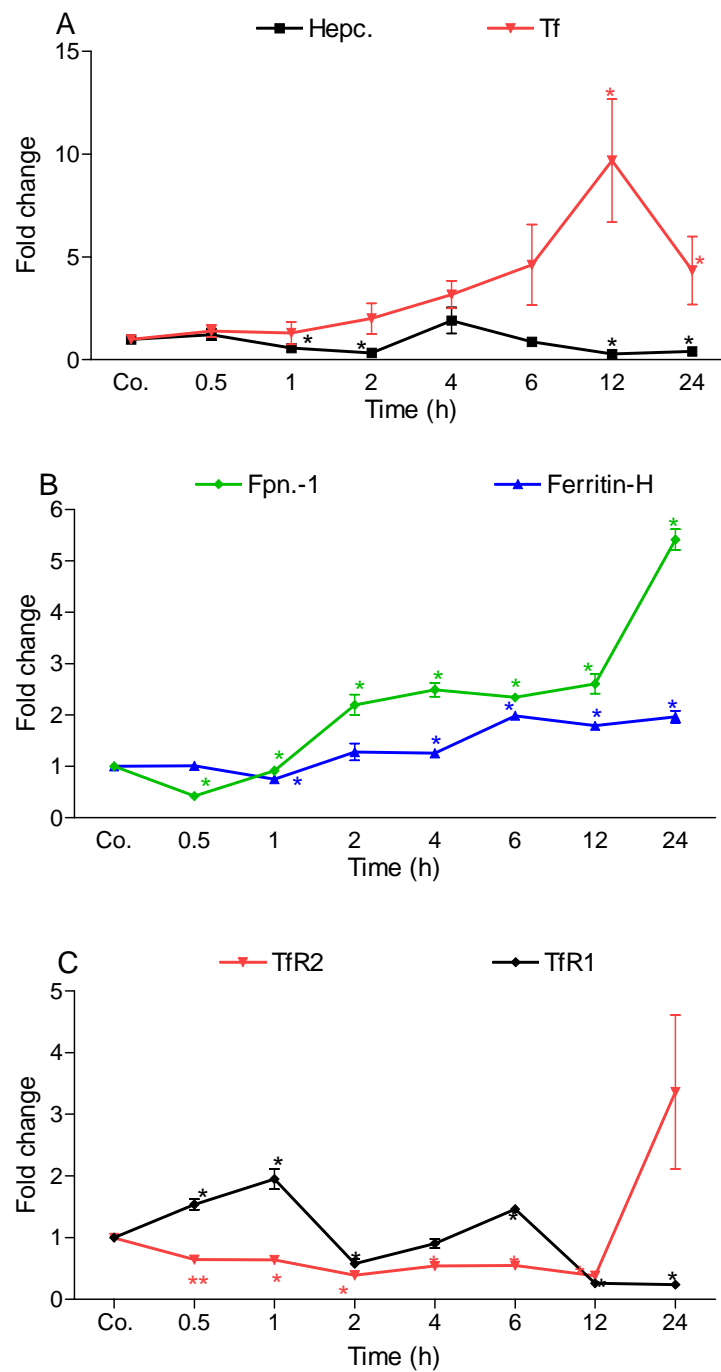 A
Hepc. Tf
15
10
5
0
Fold change
* * * * * *
Co. 0.5 1 2 4 6 12 24
Time (h)
B
Fpn.-1 Ferritin-H
6
5
4
3
2
1
0
Fold change
* * * * * * * * * * * *
Co. 0.5 1 2 4 6 12 24
Time (h)
C
TfR2 TfR1
5
4
3
2
1
0
Fold change
* * * * * * ** * * * * *
Co. 0.5 1 2 4 6 12 24
Time (h)